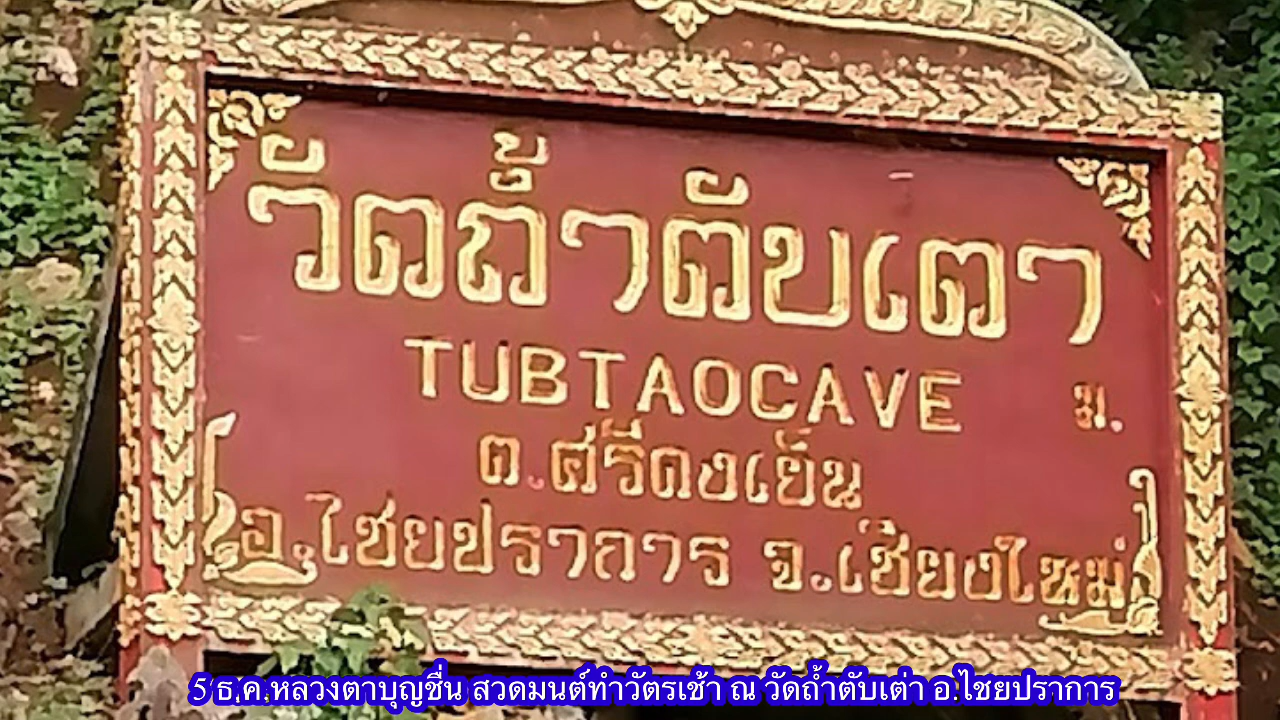 วัดถ้ำตับเตา
TUBTAOCAVE
ม.
ต.ศรีดงเย็น
อ.ไชยปราการ จ.เชียงใหม่
5 ธ.ค.หลวงตาบุญชื่น สวดมนต์ทำวัตรเช้า ณ วัดถ้ำตับเต่า อ.ไชยปราการ